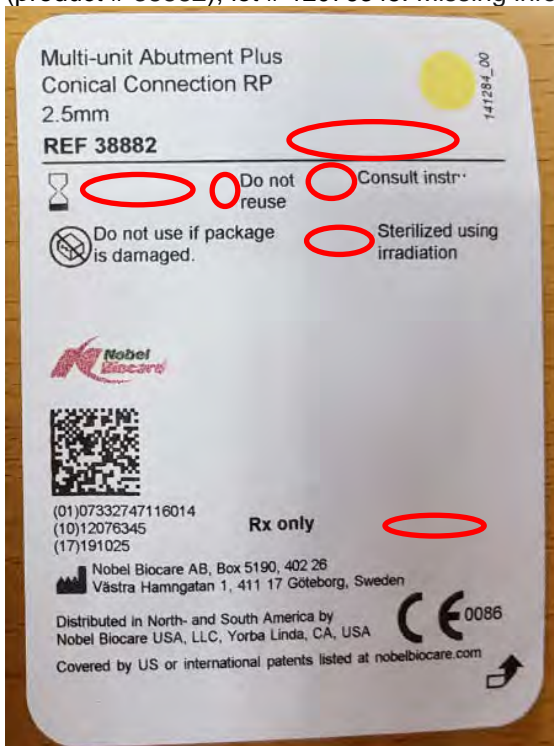 Multi-unit Abutment Plus
Conical Connection RP
2.5mm
141284_00
REF 38882
Do not reuse
Consult instr
Do not use if package is damaged.
Sterilized using irradiation
Nobel
Biocare
(01)07332747116014
(10)12076345
(17)191025
Rx only
Nobel Biocare AB, Box 5190, 402 26
Västra Hamngatan 1, 411 17 Göteborg, Sweden
Distributed in North- and South America by
Nobel Biocare USA, LLC, Yorba Linda, CA, USA
CE 0086
Covered by US or international patents listed at nobelbiocare.com